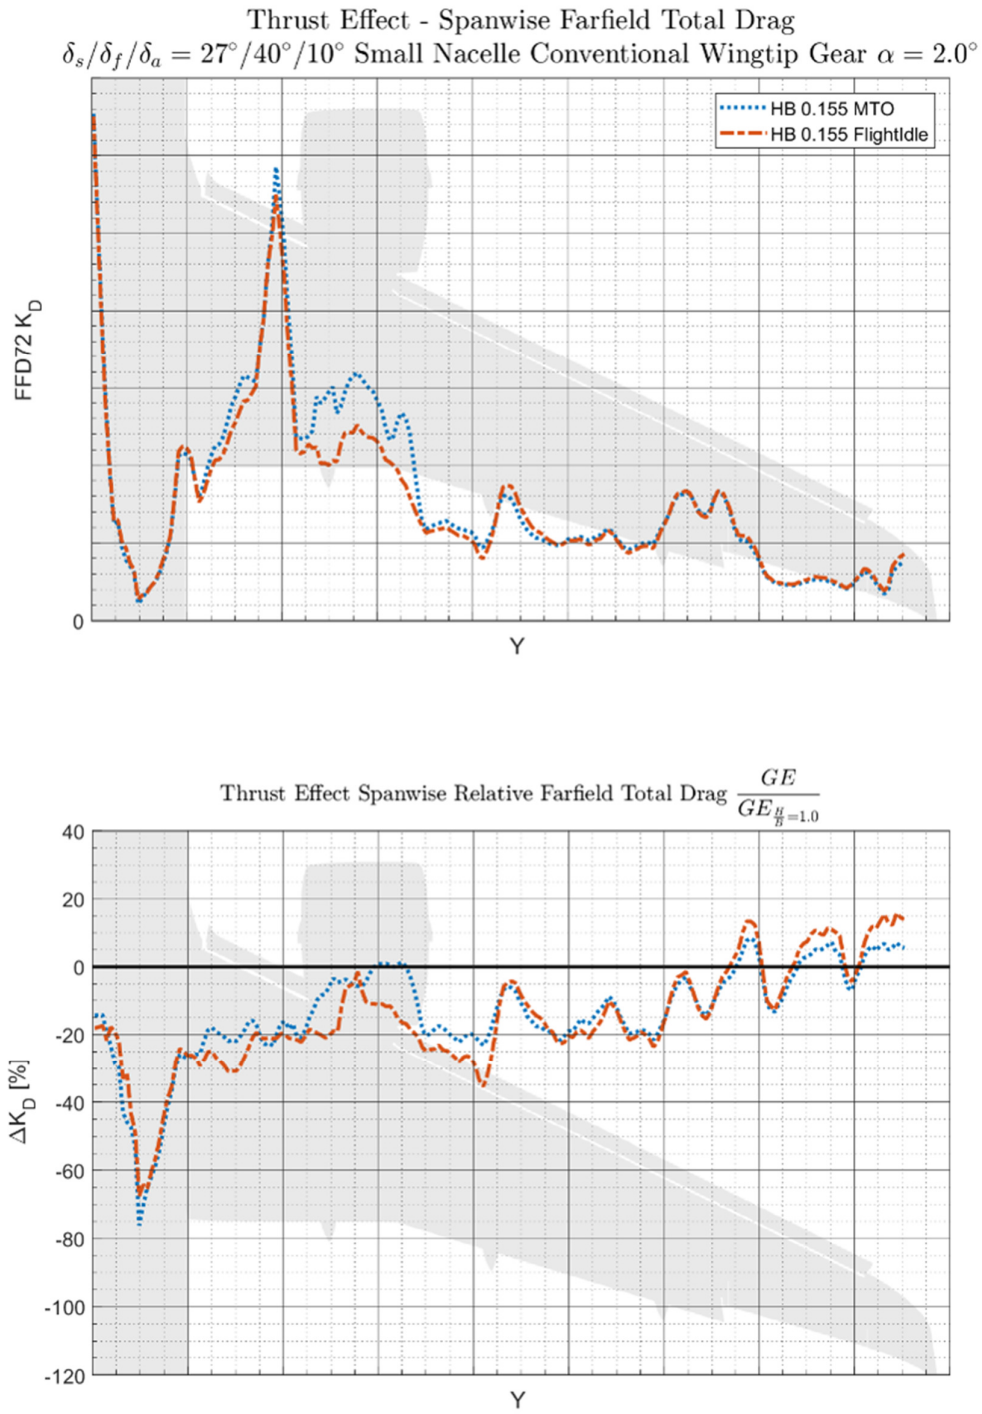 Thrust Effect - Spanwise Farfield Total Drag
δs/δf/δa = 27°/40°/10° Small Nacelle Conventional Wingtip Gear α = 2.0°
HB 0.155 MTO
HB 0.155 FlightIdle
FFD72 KD
0
Y
Thrust Effect Spanwise Relative Farfield Total Drag GE/GE H/B=1.0
40
20
0
-20
-40
-60
-80
-100
-120
ΔKD [%]
Y